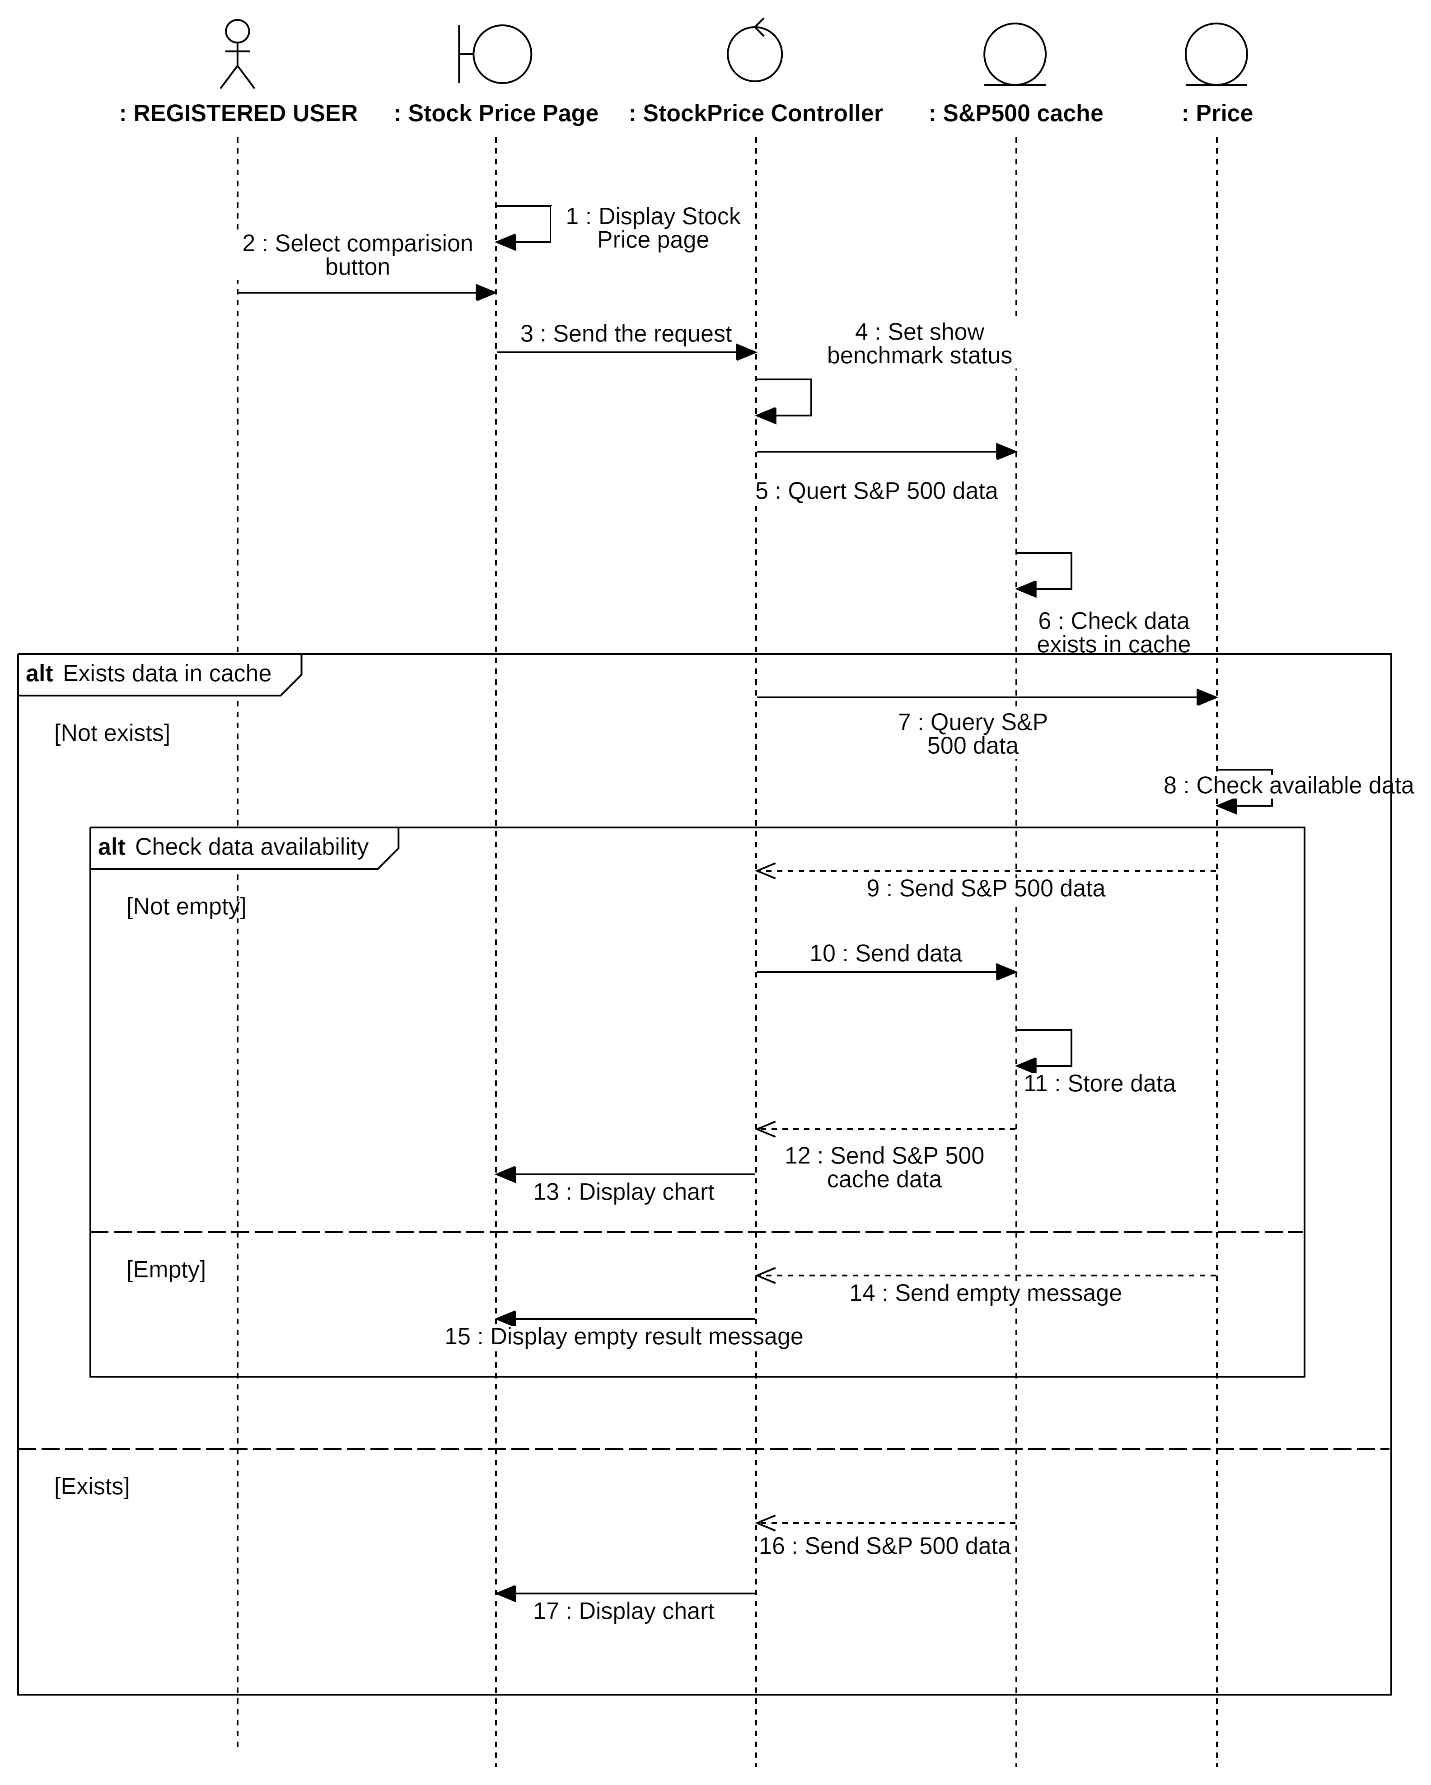 : REGISTERED USER
: Stock Price Page
: StockPrice Controller
: S&P500 cache
: Price
1 : Display Stock
Price page
2 : Select comparision
button
3 : Send the request
4 : Set show
benchmark status
5 : Quert S&P 500 data
6 : Check data
exists in cache
alt Exists data in cache
[Not exists]
7 : Query S&P
500 data
8 : Check available data
alt Check data availability
[Not empty]
9 : Send S&P 500 data
10 : Send data
11 : Store data
12 : Send S&P 500
cache data
13 : Display chart
[Empty]
14 : Send empty message
15 : Display empty result message
[Exists]
16 : Send S&P 500 data
17 : Display chart